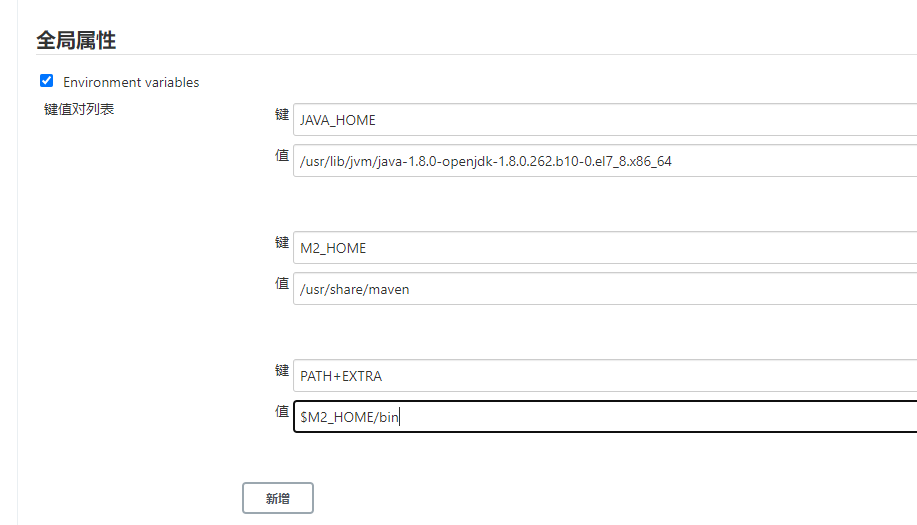 全局属性
Environment variables
键值对列表
键 JAVA_HOME
值 /usr/lib/jvm/java-1.8.0-openjdk-1.8.0.262.b10-0.el7_8.x86_64
键 M2_HOME
值 /usr/share/maven
键 PATH+EXTRA
值 $M2_HOME/bin
新增